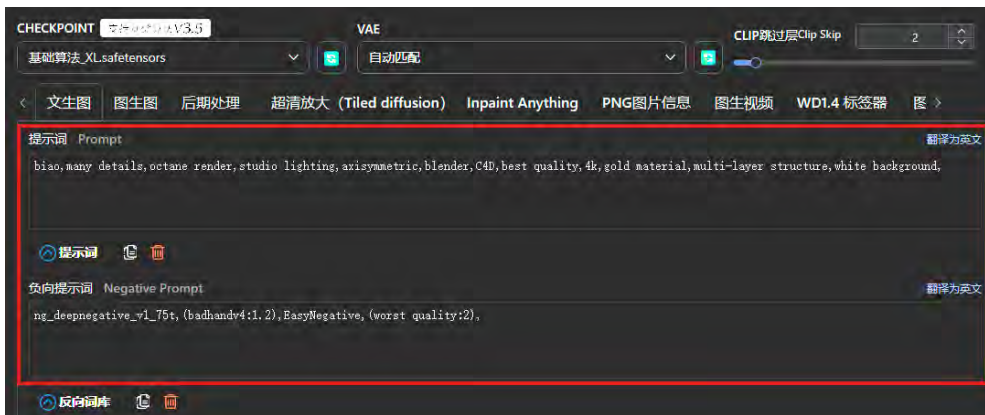 CHECKPOINT V3.5 VAE CLIP跳过层Clip Skip 2
基础算法_XL.safetensors 自动匹配
文生图 图生图 后期处理 超清放大（Tiled diffusion） Inpaint Anything PNG图片信息 图生视频 WD1.4 标签器 图
提示词 Prompt 翻译为英文
biao,many details,octane render,studio lighting,axisymmetric,blender,C4D,best quality,4k,gold material,multi-layer structure,white background,
提示词
负向提示词 Negative Prompt 翻译为英文
ng_deepnegative_v1_75t,(badhandv4:1.2),EasyNegative,(worst quality:2),
反向词库